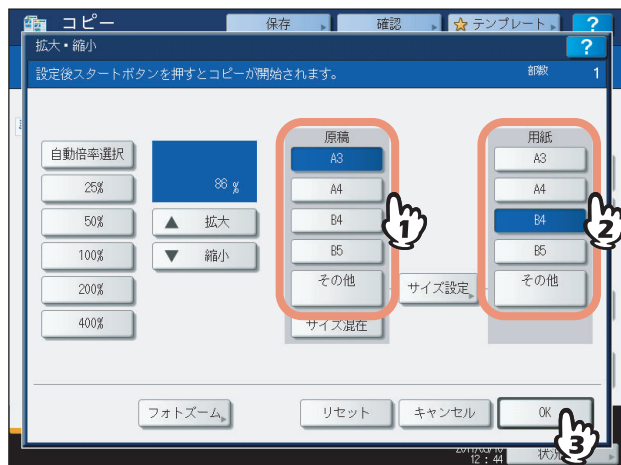 コピー
保存
確認
テンプレート
?
拡大・縮小
?
設定後スタートボタンを押すとコピーが開始されます。
部数 1
原稿
用紙
自動倍率選択
86 %
A3
A3
25%
A4
A4
50%
拡大
B4
B4
1
2
100%
縮小
B5
B5
200%
その他
サイズ設定
その他
400%
サイズ混在
フォトズーム
リセット
キャンセル
OK
3
12 : 44